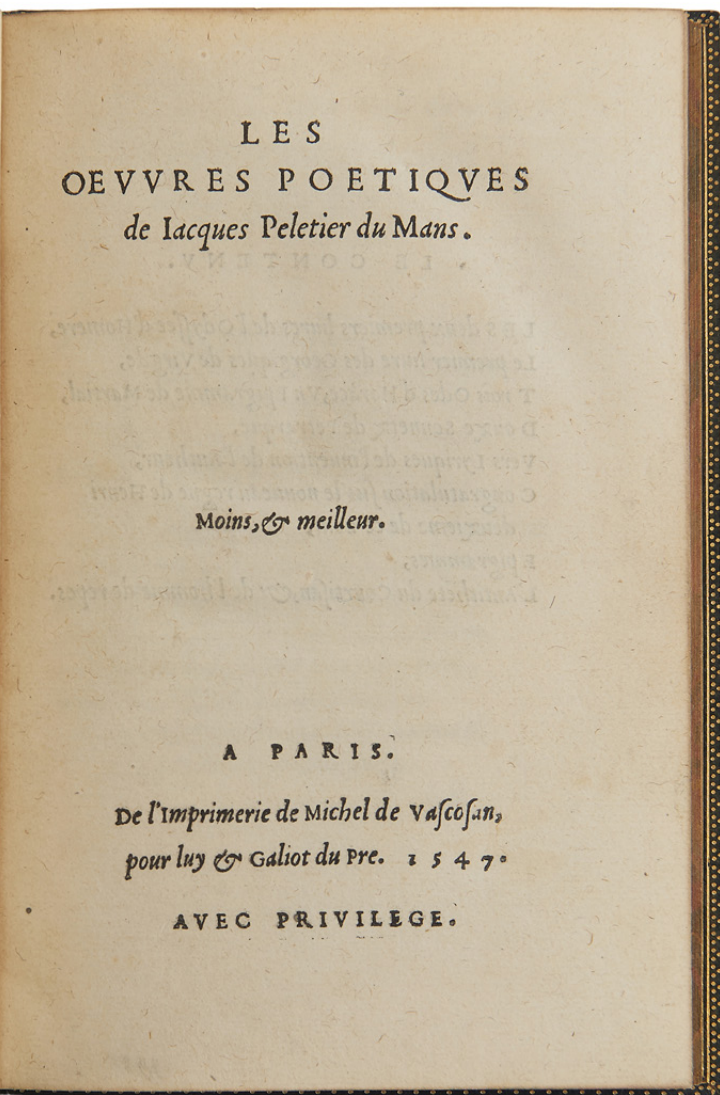 LES
OEVVRES POETIQVES
de Iacques Peletier du Mans.
Moins, & meilleur.
A PARIS.
De l'Imprimerie de Michel de Vaſcoſan,
pour luy & Galiot du Pre. 1547.
AVEC PRIVILEGE.